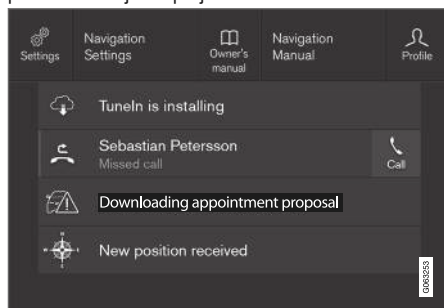 Settings
Navigation
Settings
Owner's
manual
Navigation
Manual
Profile
TuneIn is installing
Sebastian Petersson
Missed call
Call
Downloading appointment proposal
New position received
G063253